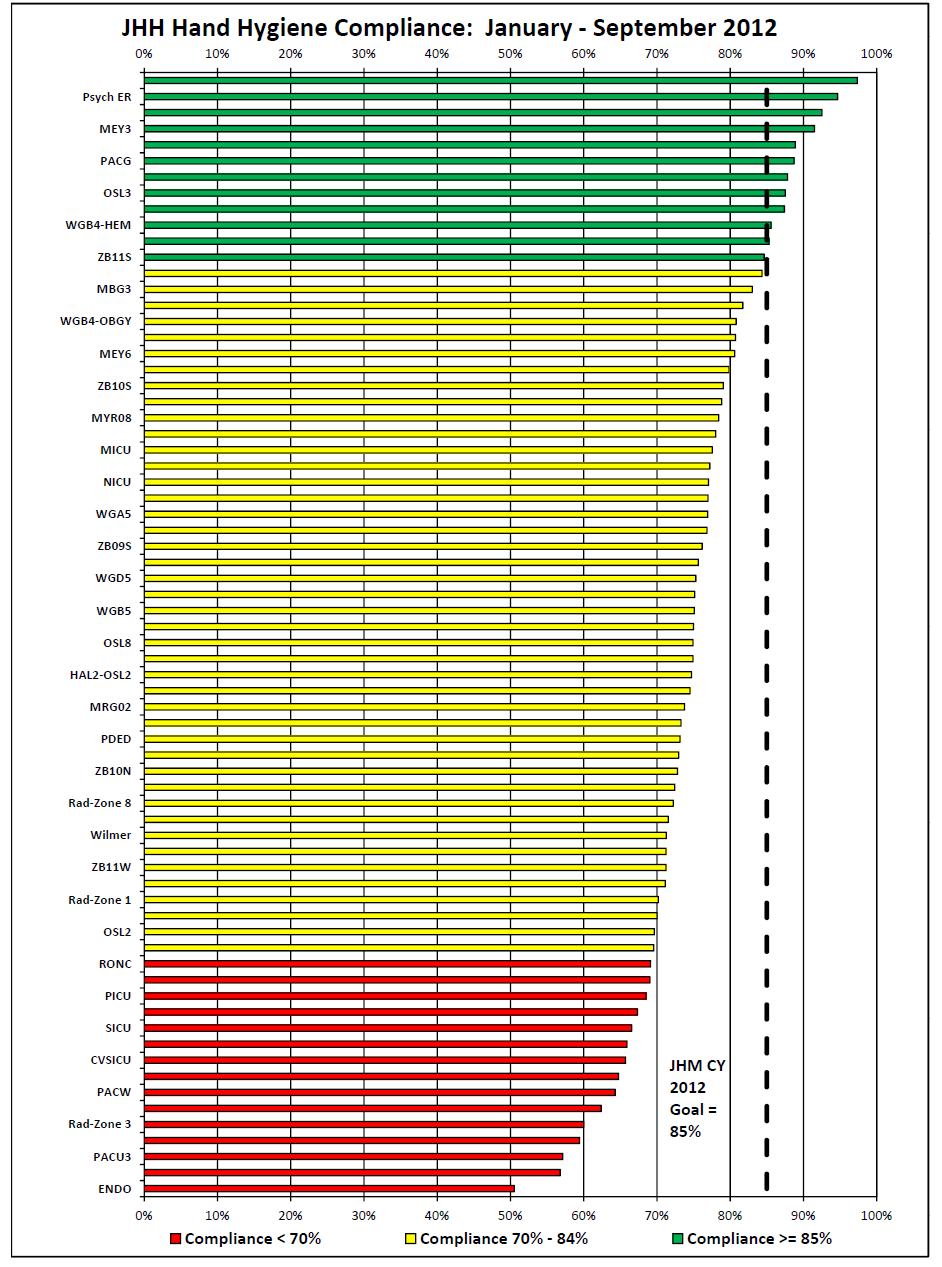 JHH Hand Hygiene Compliance: January - September 2012
0% 10% 20% 30% 40% 50% 60% 70% 80% 90% 100%
Psych ER
MEY3
PACG
OSL3
WGB4-HEM
ZB11S
MBG3
WGB4-OBGY
MEY6
ZB10S
MYR08
MICU
NICU
WGA5
ZB09S
WGD5
WGB5
OSL8
HAL2-OSL2
MRG02
PDED
ZB10N
Rad-Zone 8
Wilmer
ZB11W
Rad-Zone 1
OSL2
RONC
PICU
SICU
CVSICU
PACW
Rad-Zone 3
PACU3
ENDO
JHM CY
2012
Goal =
85%
0% 10% 20% 30% 40% 50% 60% 70% 80% 90% 100%
Compliance < 70% Compliance 70% - 84% Compliance >= 85%